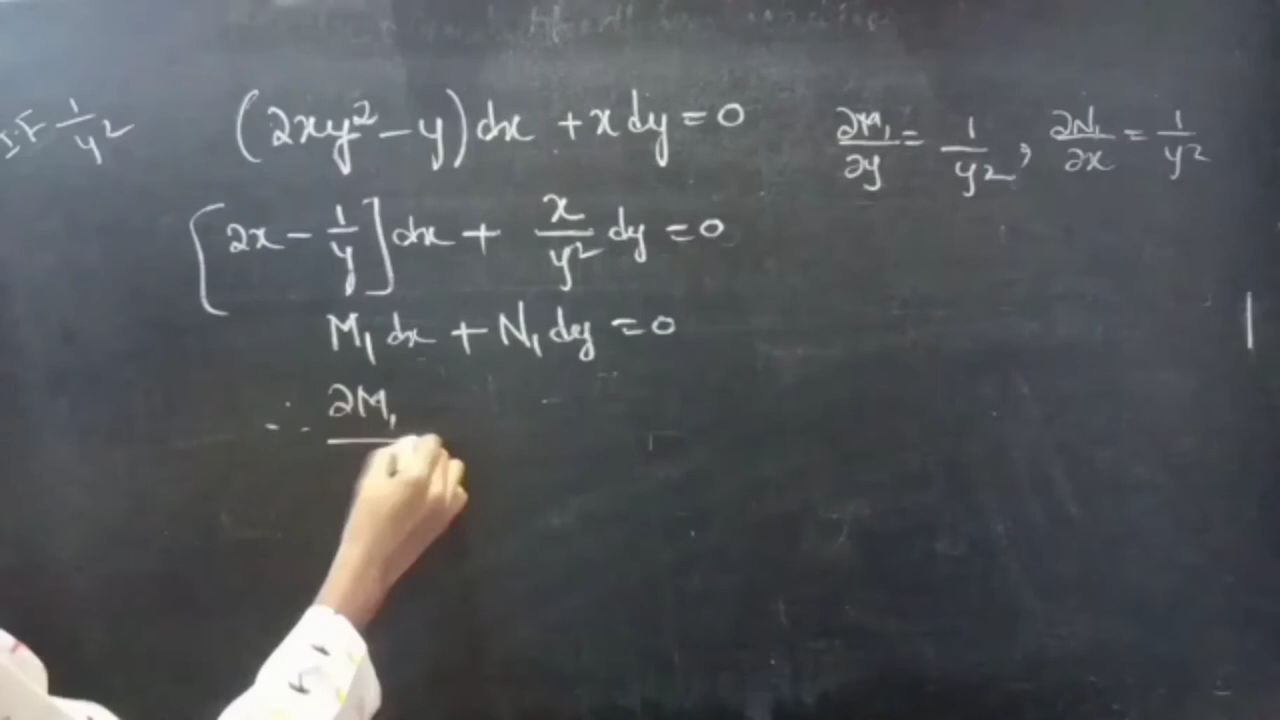 I.F 1/y²
(2xy² - y) dx + x dy = 0
∂M₁/∂y = 1/y², ∂N₁/∂x = 1/y²
[2x - 1/y] dx + x/y² dy = 0
M₁ dx + N₁ dy = 0
∴ ∂M₁